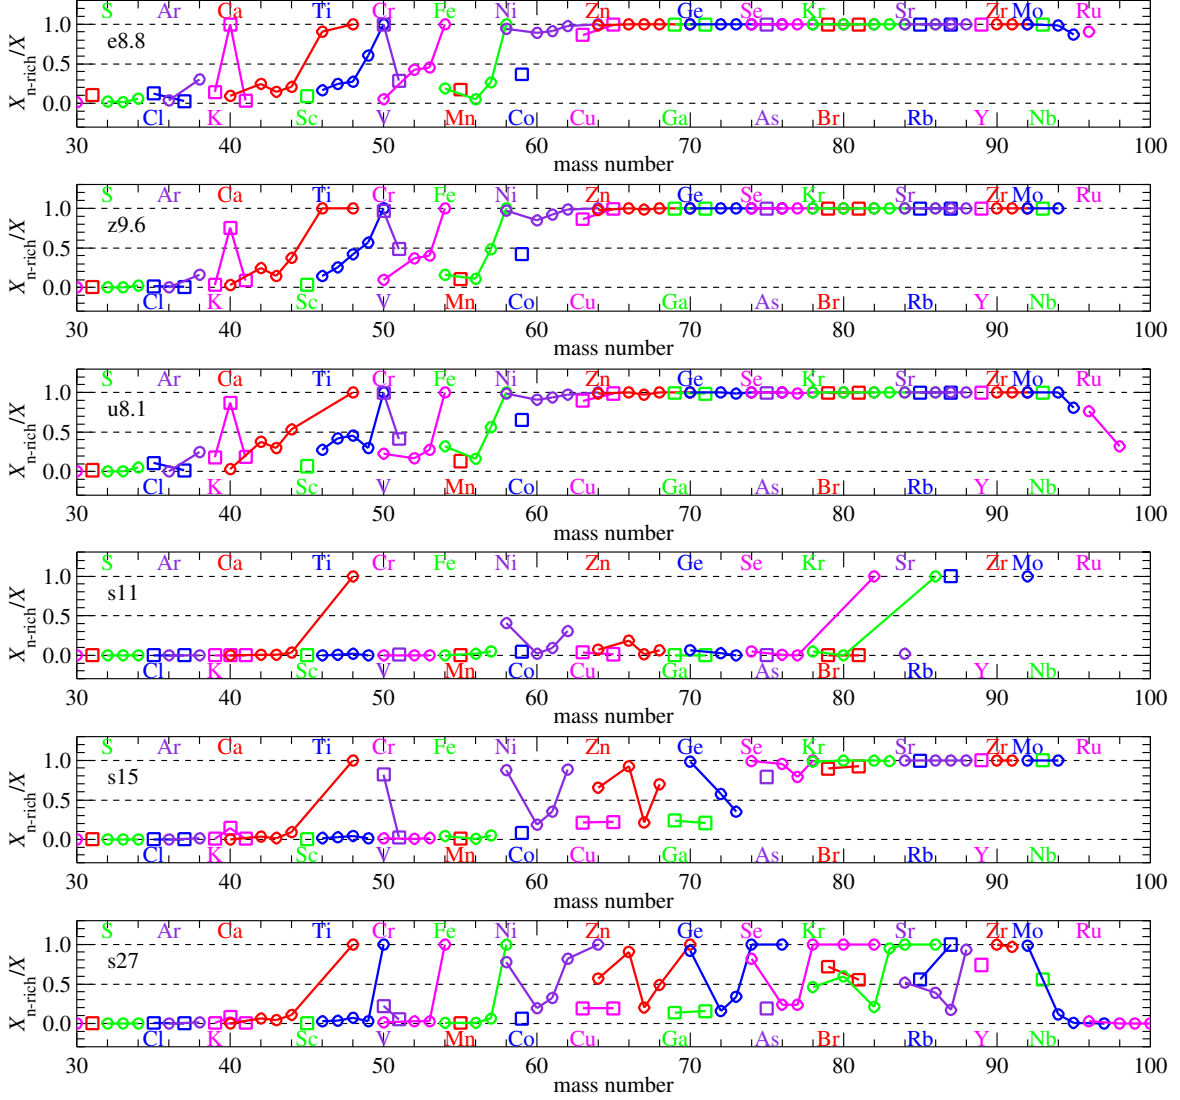 S Ar Ca Ti Cr Fe Ni Zn Ge Se Kr Sr Zr Mo Ru
1.0
e8.8
0.5
0.0
X_n-rich/X
Cl K Sc V Mn Co Cu Ga As Br Rb Y Nb
30 40 50 60 70 80 90 100
mass number
S Ar Ca Ti Cr Fe Ni Zn Ge Se Kr Sr Zr Mo Ru
1.0
z9.6
0.5
0.0
X_n-rich/X
Cl K Sc V Mn Co Cu Ga As Br Rb Y Nb
30 40 50 60 70 80 90 100
mass number
S Ar Ca Ti Cr Fe Ni Zn Ge Se Kr Sr Zr Mo Ru
1.0
u8.1
0.5
0.0
X_n-rich/X
Cl K Sc V Mn Co Cu Ga As Br Rb Y Nb
30 40 50 60 70 80 90 100
mass number
S Ar Ca Ti Cr Fe Ni Zn Ge Se Kr Sr Zr Mo Ru
1.0
s11
0.5
0.0
X_n-rich/X
Cl K Sc V Mn Co Cu Ga As Br Rb Y Nb
30 40 50 60 70 80 90 100
mass number
S Ar Ca Ti Cr Fe Ni Zn Ge Se Kr Sr Zr Mo Ru
1.0
s15
0.5
0.0
X_n-rich/X
Cl K Sc V Mn Co Cu Ga As Br Rb Y Nb
30 40 50 60 70 80 90 100
mass number
S Ar Ca Ti Cr Fe Ni Zn Ge Se Kr Sr Zr Mo Ru
1.0
s27
0.5
0.0
X_n-rich/X
Cl K Sc V Mn Co Cu Ga As Br Rb Y Nb
30 40 50 60 70 80 90 100
mass number